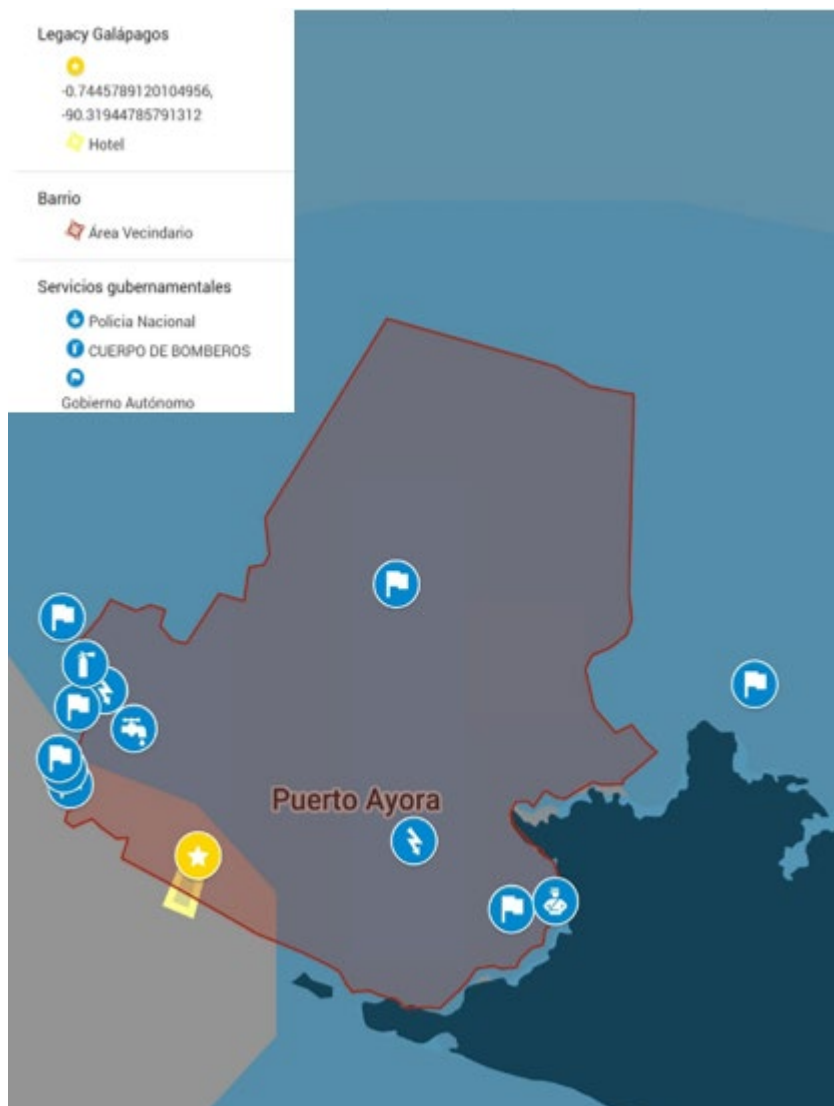 Legacy Galápagos
-0.7445789120104956,
-90.31944785791312
Hotel
Barrio
Área Vecindario
Servicios gubernamentales
Policia Nacional
CUERPO DE BOMBEROS
Gobierno Autónomo
Puerto Ayora